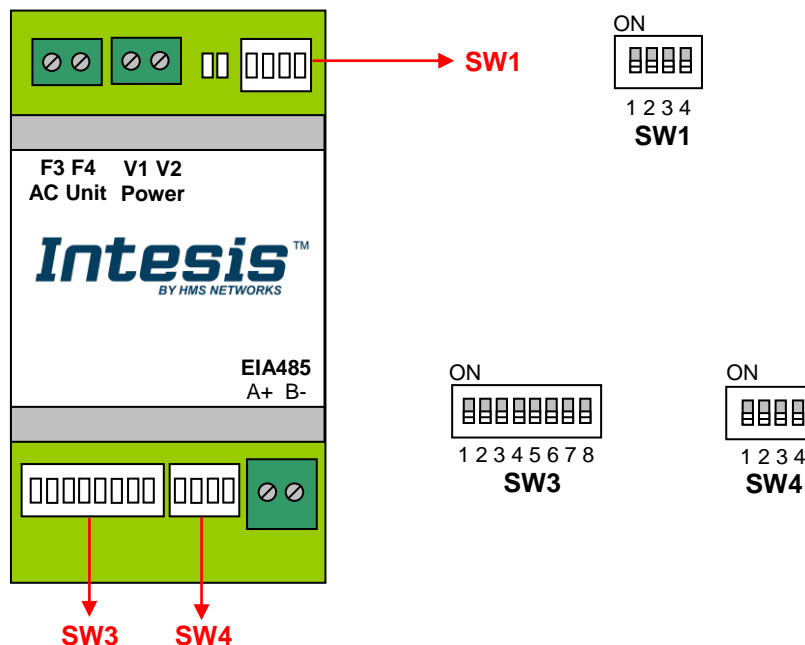 SW1
ON
1 2 3 4
SW1
F3 F4 V1 V2
AC Unit Power
Intesis™
BY HMS NETWORKS
EIA485
A+ B-
ON
1 2 3 4 5 6 7 8
SW3
ON
1 2 3 4
SW4
SW3 SW4